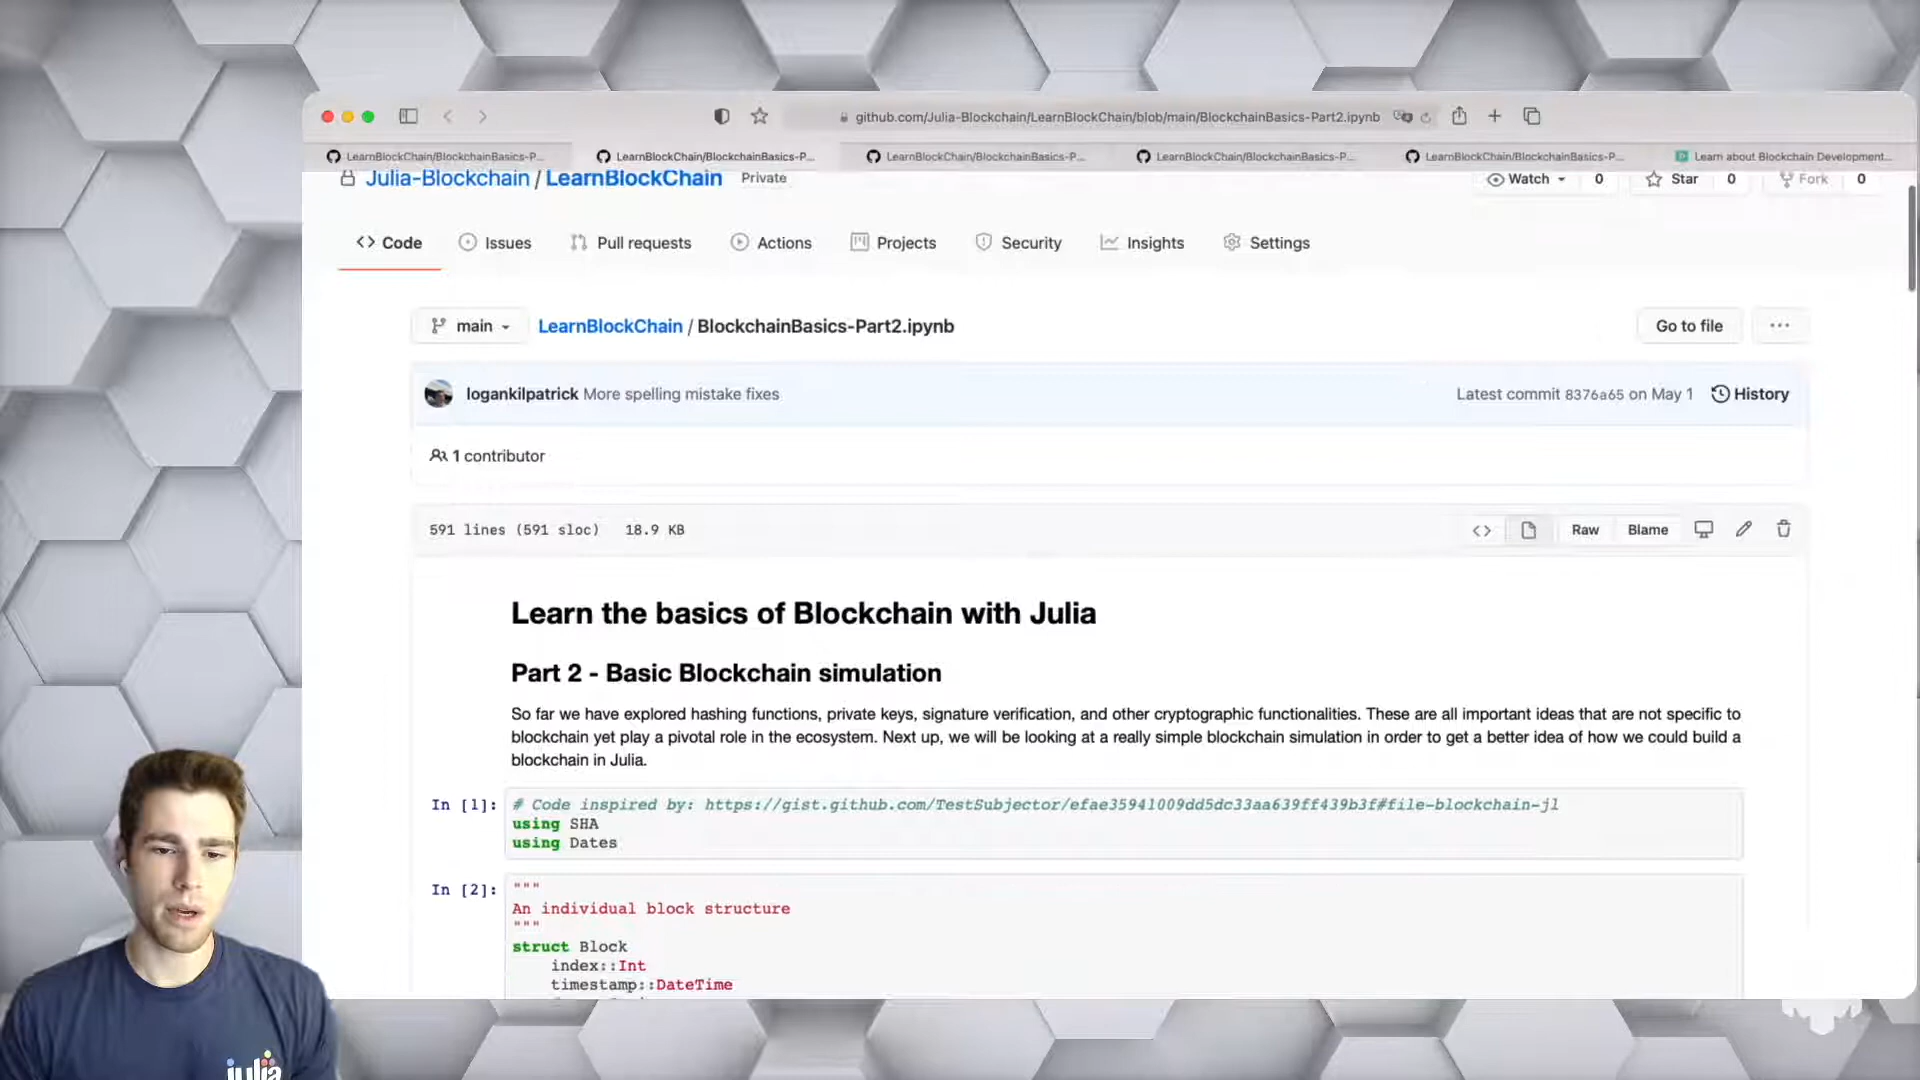 github.com/Julia-Blockchain/LearnBlockChain/blob/main/BlockchainBasics-Part2.ipynb
LearnBlockChain/BlockchainBasics-P...
LearnBlockChain/BlockchainBasics-P...
LearnBlockChain/BlockchainBasics-P...
LearnBlockChain/BlockchainBasics-P...
LearnBlockChain/BlockchainBasics-P...
Learn about Blockchain Development...
Julia-Blockchain / LearnBlockChain Private
Watch 0 Star 0 Fork 0
<> Code Issues Pull requests Actions Projects Security Insights Settings
main LearnBlockChain / BlockchainBasics-Part2.ipynb Go to file ...
logankilpatrick More spelling mistake fixes Latest commit 8376a65 on May 1 History
1 contributor
591 lines (591 sloc) 18.9 KB <> Raw Blame
Learn the basics of Blockchain with Julia
Part 2 - Basic Blockchain simulation
So far we have explored hashing functions, private keys, signature verification, and other cryptographic functionalities. These are all important ideas that are not specific to
blockchain yet play a pivotal role in the ecosystem. Next up, we will be looking at a really simple blockchain simulation in order to get a better idea of how we could build a
blockchain in Julia.
In [1]: # Code inspired by: https://gist.github.com/TestSubjector/efae35941009dd5dc33aa639ff439b3f#file-blockchain-jl
using SHA
using Dates
In [2]: """
An individual block structure
"""
struct Block
index::Int
timestamp::DateTime
julia